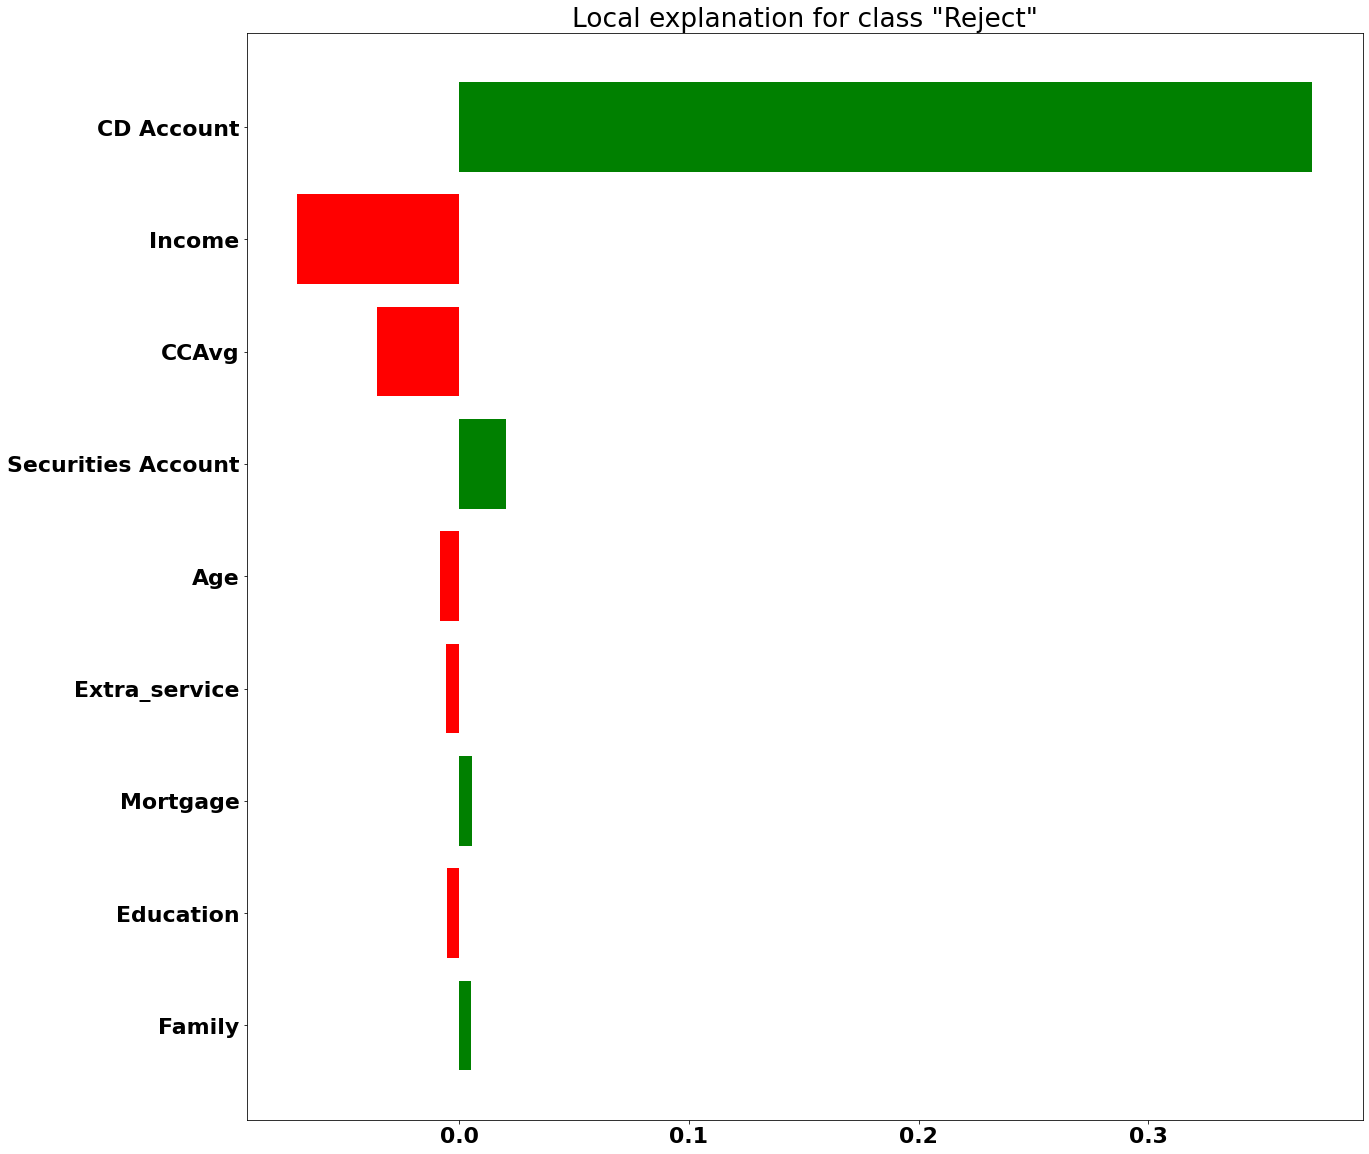 Local explanation for class "Reject"
CD Account
Income
CCAvg
Securities Account
Age
Extra_service
Mortgage
Education
Family
0.0 0.1 0.2 0.3